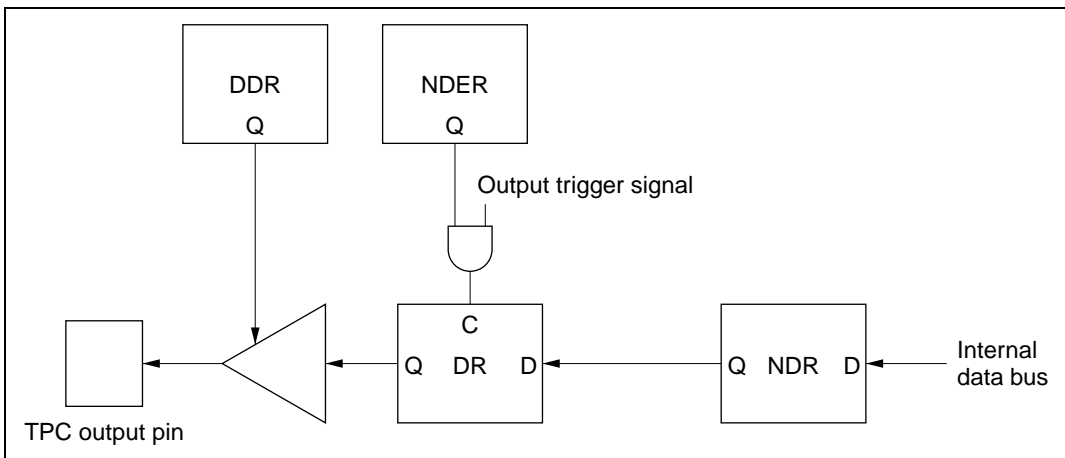 DDR
Q
NDER
Q
Output trigger signal
C
Q DR D
Q NDR D
Internal
data bus
TPC output pin